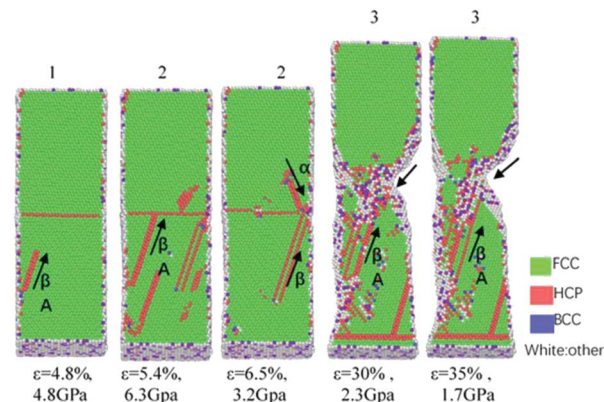 1 2 2 3 3
α
β β β β β
A A A A
FCC
HCP
BCC
White:other
ε=4.8%, ε=5.4%, ε=6.5%, ε=30% , ε=35% ,
4.8GPa 6.3Gpa 3.2Gpa 2.3Gpa 1.7Gpa